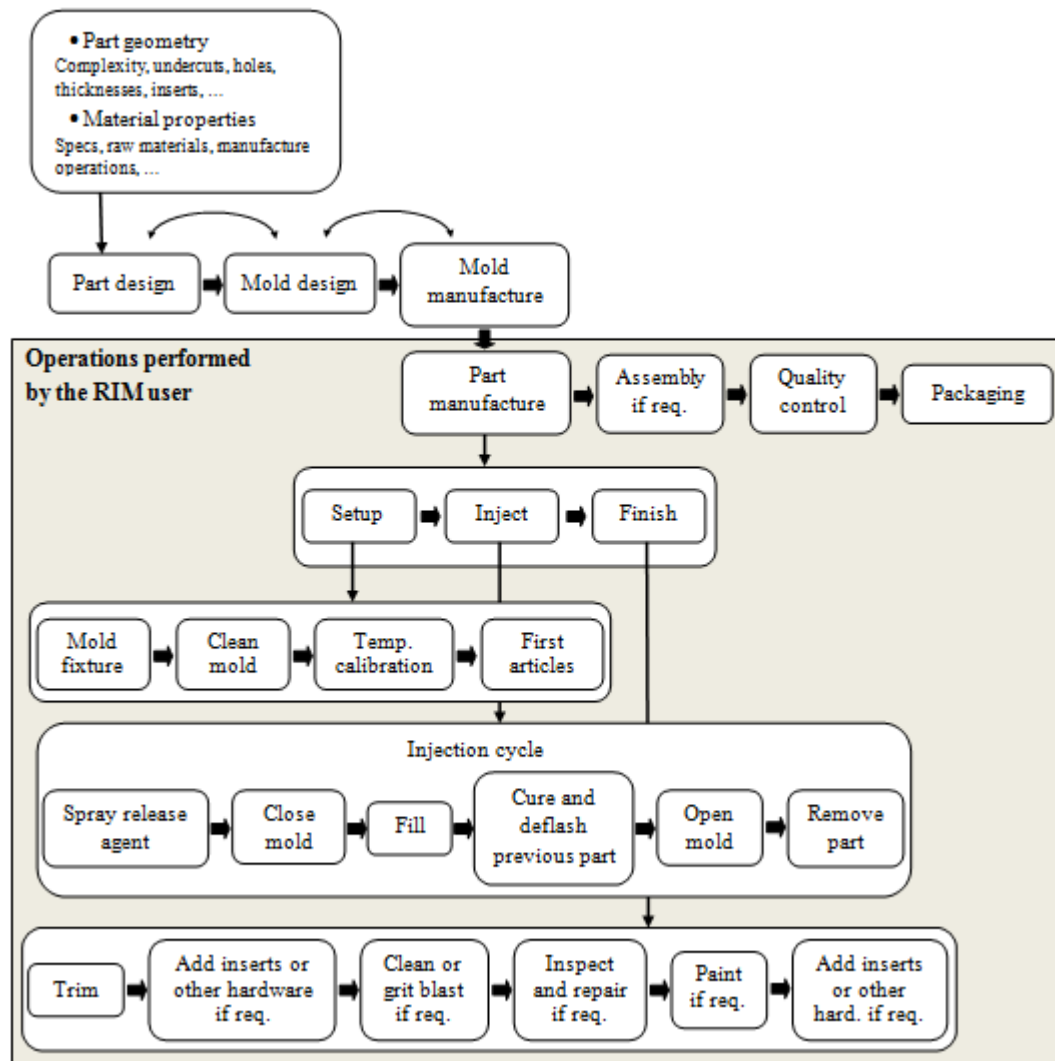 • Part geometry
Complexity, undercuts, holes,
thicknesses, inserts, ...
• Material properties
Specs, raw materials, manufacture
operations, ...
Part design
Mold design
Mold
manufacture
Operations performed
by the RIM user
Part
manufacture
Assembly
if req.
Quality
control
Packaging
Setup
Inject
Finish
Mold
fixture
Clean
mold
Temp.
calibration
First
articles
Injection cycle
Spray release
agent
Close
mold
Fill
Cure and
deflash
previous part
Open
mold
Remove
part
Trim
Add inserts or
other hardware
if req.
Clean or
grit blast
if req.
Inspect
and repair
if req.
Paint
if req.
Add inserts
or other
hard. if req.